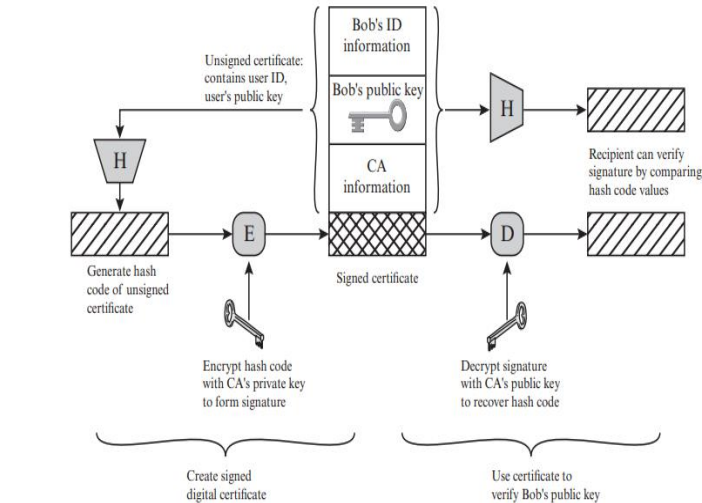 Bob's ID
information
Unsigned certificate:
contains user ID,
user's public key
Bob's public key
H
H
CA
information
Recipient can verify
signature by comparing
hash code values
E
D
Generate hash
code of unsigned
certificate
Signed certificate
Encrypt hash code
with CA's private key
to form signature
Decrypt signature
with CA's public key
to recover hash code
Create signed
digital certificate
Use certificate to
verify Bob's public key